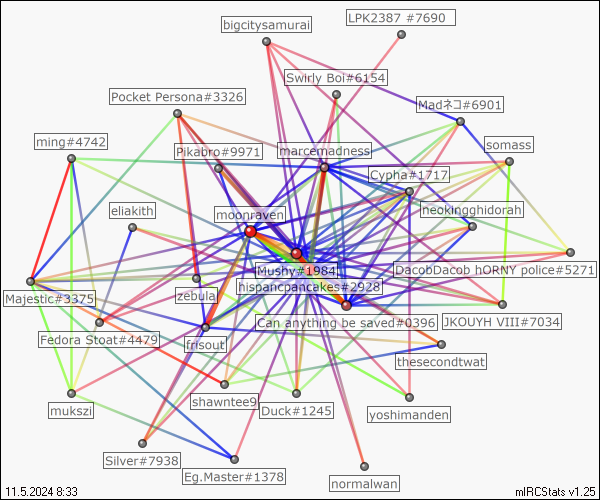 LPK2387 #7690
bigcitysamurai
Swirly Boi#6154
Pocket Persona#3326
Madネコ#6901
ming#4742
somass
Pikabro#9971
marcemadness
Cypha#1717
eliakith
moonraven
neokingghidorah
Mushy#1984
DacobDacob hORNY police#5271
hispancpancakes#2928
Majestic#3375
zebula
Can anything be saved#0396
JKOUYH VIII#7034
Fedora Stoat#4479
frisout
thesecondtwat
shawntee9
mukszi
Duck#1245
yoshimanden
Silver#7938
Eg.Master#1378
normalwan
11.5.2024 8:33
mIRCStats v1.25